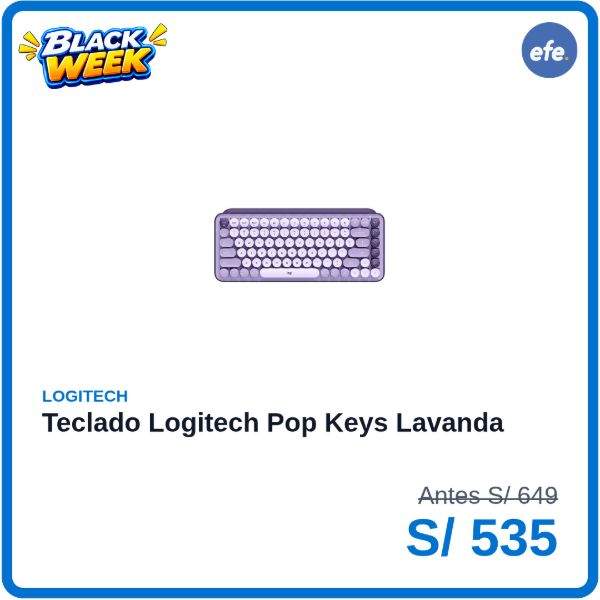 BLACK
WEEK
efe.
LOGITECH
Teclado Logitech Pop Keys Lavanda
Antes S/ 649
S/ 535